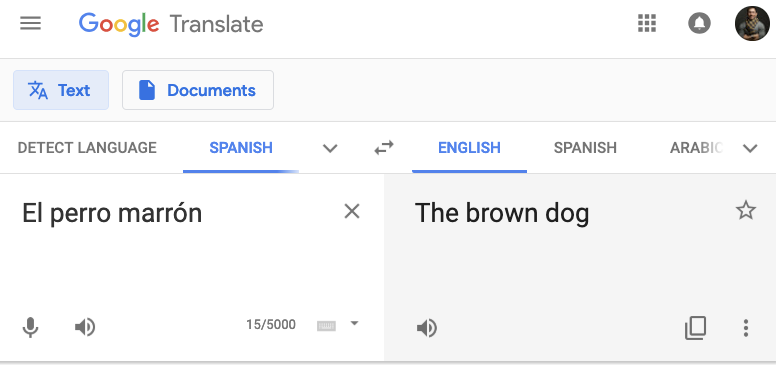 Google Translate
Text Documents
DETECT LANGUAGE SPANISH ENGLISH SPANISH ARABIC
El perro marrón The brown dog
15/5000